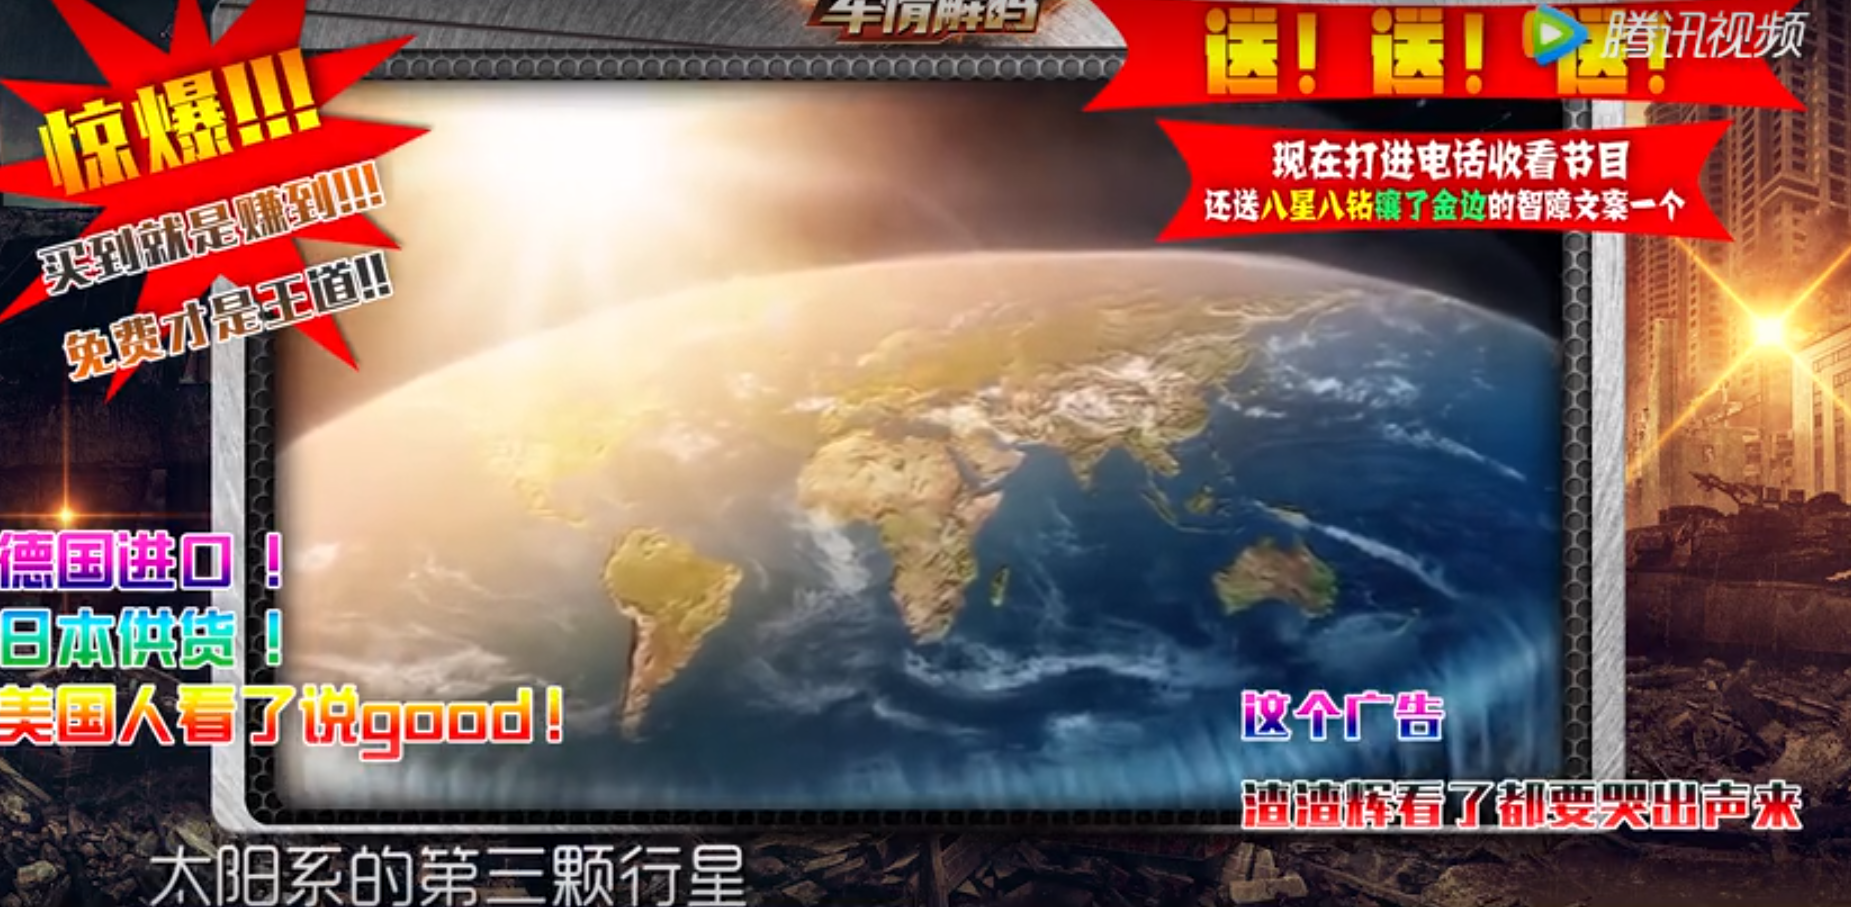 军情解码
送！送！送！
腾讯视频
惊爆!!!
买到就是赚到!!!
免费才是王道!!
现在打进电话收看节目
还送八星八钻镶了金边的智障文案一个
德国进口！
日本供货！
美国人看了说good！
这个广告
渣渣辉看了都要哭出声来
太阳系的第三颗行星